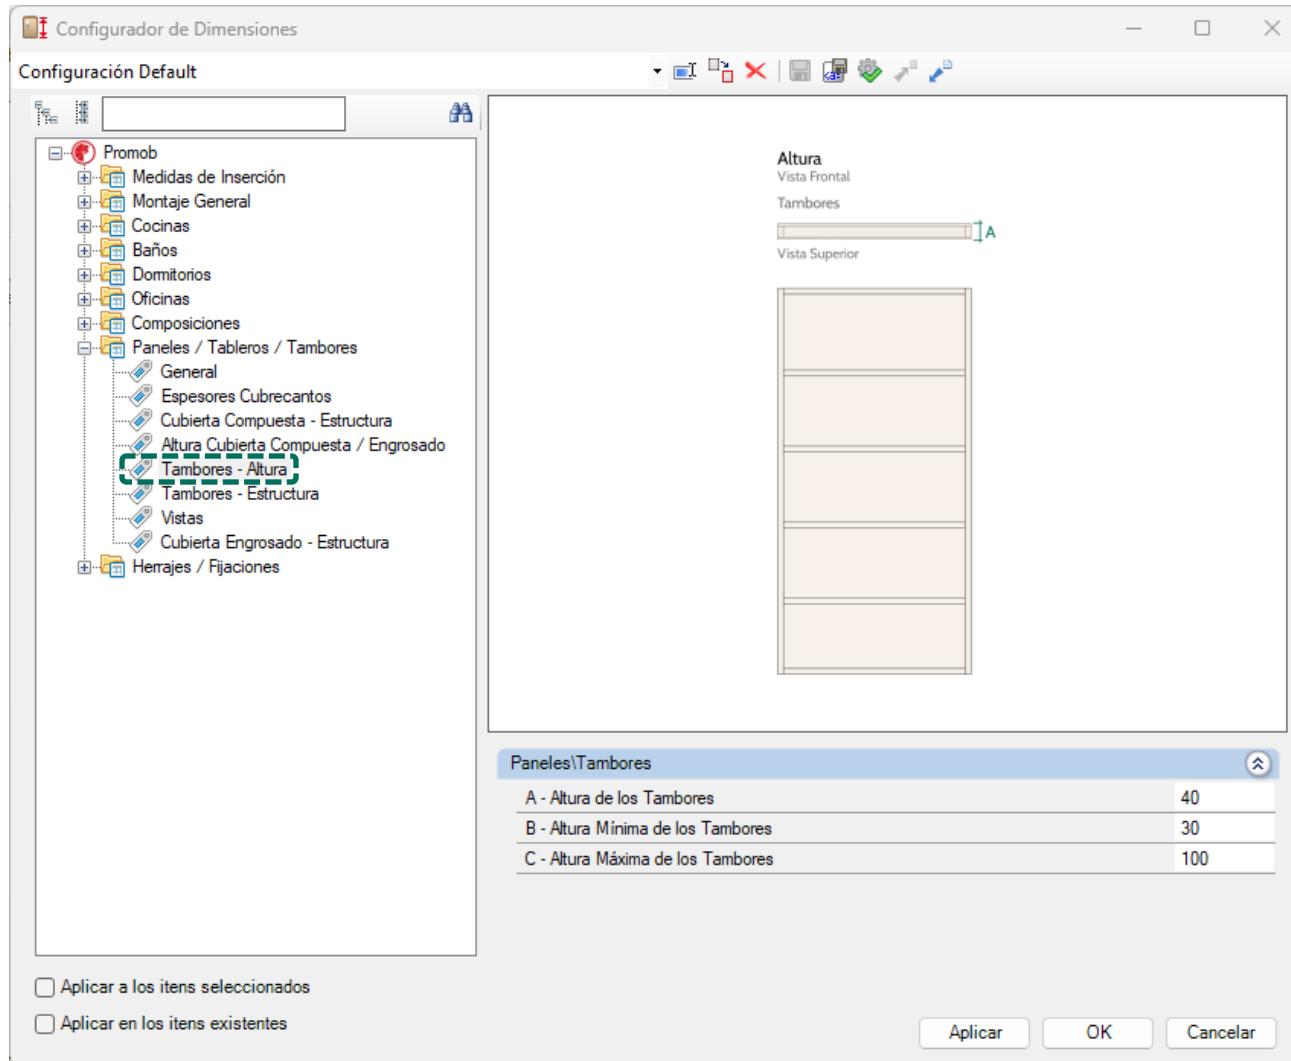 Configurador de Dimensiones
Configuración Default
Promob
Medidas de Inserción
Montaje General
Cocinas
Baños
Dormitorios
Oficinas
Composiciones
Paneles / Tableros / Tambores
General
Espesores Cubrecantos
Cubierta Compuesta - Estructura
Altura Cubierta Compuesta / Engrosado
Tambores - Altura
Tambores - Estructura
Vistas
Cubierta Engrosado - Estructura
Herrajes / Fijaciones
Altura
Vista Frontal
Tambores
A
Vista Superior
Paneles\Tambores
A - Altura de los Tambores 40
B - Altura Mínima de los Tambores 30
C - Altura Máxima de los Tambores 100
Aplicar a los itens seleccionados
Aplicar en los itens existentes
Aplicar OK Cancelar